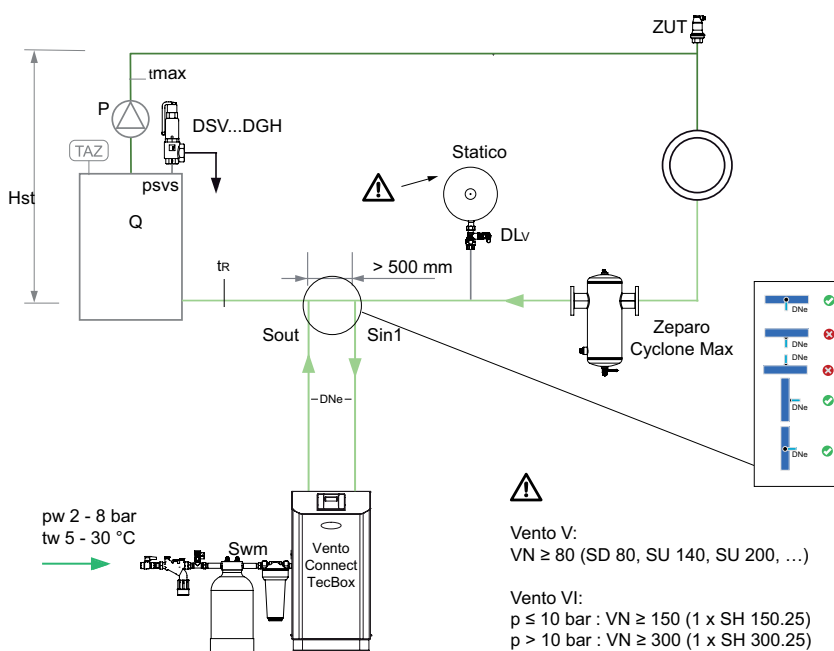 ZUT
tmax
P
DSV...DGH
TAZ
Statico
psvs
Hst
Q
DLV
tR
> 500 mm
Sout
Sin1
Zeparo
Cyclone Max
DNe
DNe
DNe
DNe
DNe
DNe
pw 2 - 8 bar
tw 5 - 30 °C
Swm
Vento
Connect
TecBox
Vento V:
VN ≥ 80 (SD 80, SU 140, SU 200, …)
Vento VI:
p ≤ 10 bar : VN ≥ 150 (1 x SH 150.25)
p > 10 bar : VN ≥ 300 (1 x SH 300.25)